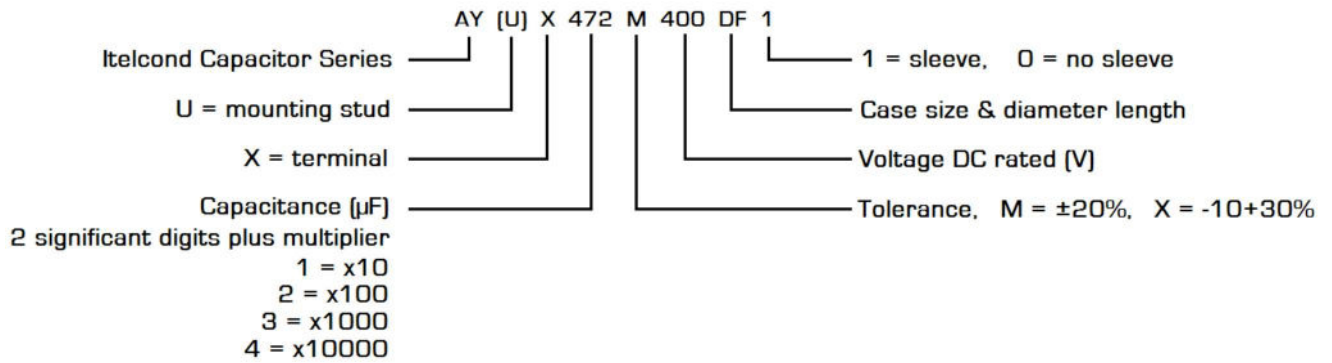 AY (U) X 472 M 400 DF 1
Itelcond Capacitor Series
1 = sleeve, 0 = no sleeve
U = mounting stud
Case size & diameter length
X = terminal
Voltage DC rated (V)
Capacitance (µF)
Tolerance, M = ±20%, X = -10+30%
2 significant digits plus multiplier
1 = x10
2 = x100
3 = x1000
4 = x10000